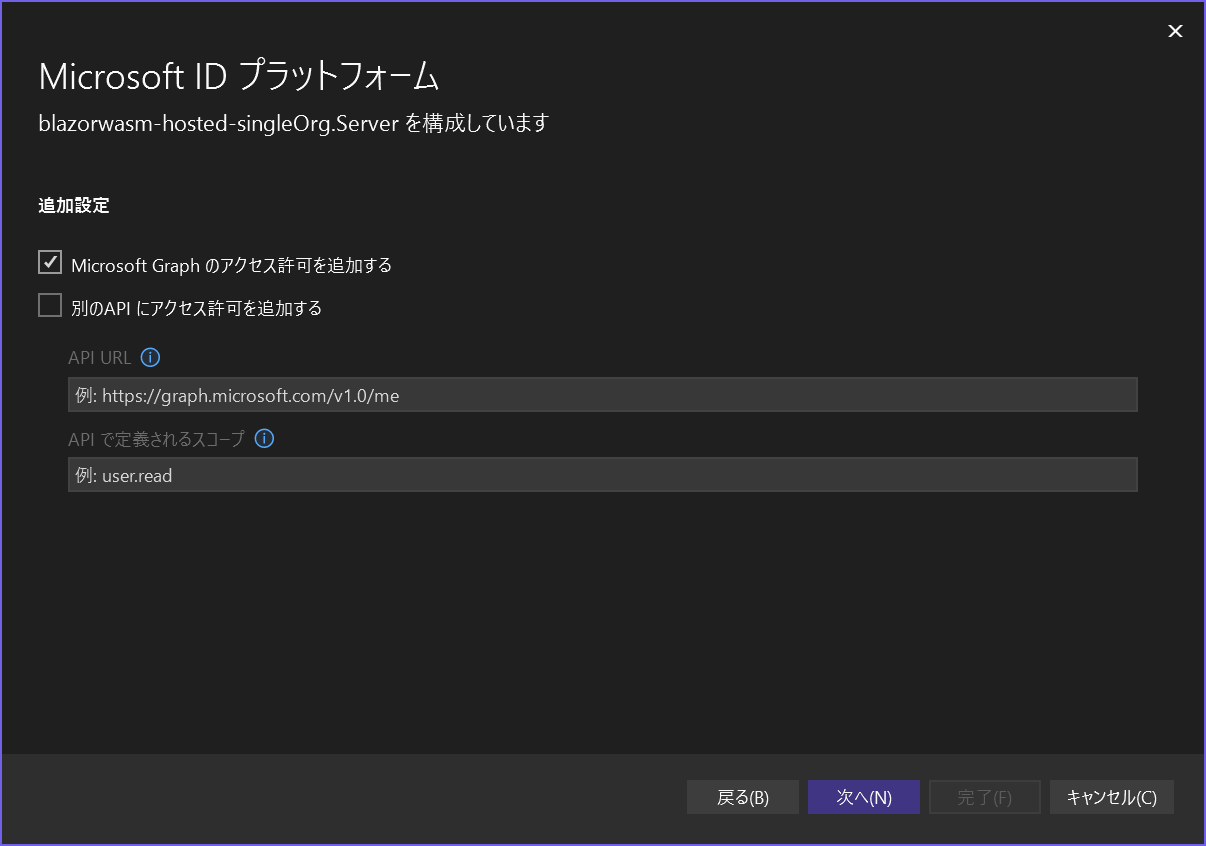 Microsoft ID プラットフォーム
blazorwasm-hosted-singleOrg.Server を構成しています
追加設定
Microsoft Graph のアクセス許可を追加する
別のAPI にアクセス許可を追加する
API URL
例: https://graph.microsoft.com/v1.0/me
API で定義されるスコープ
例: user.read
戻る(B)
次へ(N)
完了(F)
キャンセル(C)